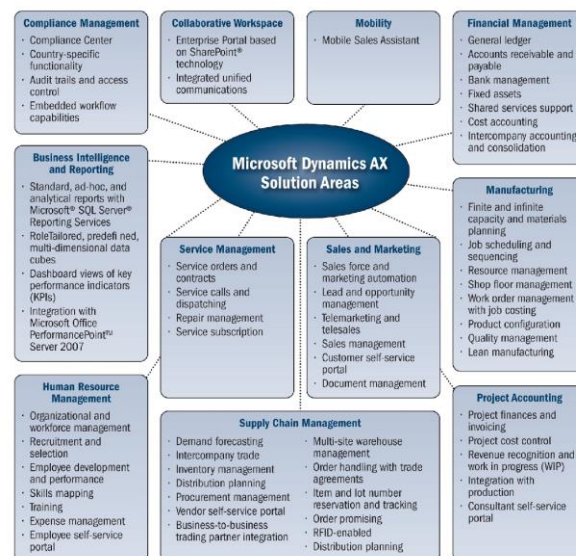 Compliance Management
· Compliance Center
· Country-specific
functionality
· Audit trails and access
control
· Embedded workflow
capabilities
Collaborative Workspace
· Enterprise Portal based
on SharePoint®
technology
· Integrated unified
communications
Mobility
· Mobile Sales Assistant
Financial Management
· General ledger
· Accounts receivable and
payable
· Bank management
· Fixed assets
· Shared services support
· Cost accounting
· Intercompany accounting
and consolidation
Microsoft Dynamics AX
Solution Areas
Business Intelligence
and Reporting
· Standard, ad-hoc, and
analytical reports with
Microsoft® SQL Server®
Reporting Services
· RoleTailored, predefi ned,
multi-dimensional data
cubes
· Dashboard views of key
performance indicators
(KPIs)
· Integration with
Microsoft Office
PerformancePoint™
Server 2007
Service Management
· Service orders and
contracts
· Service calls and
dispatching
· Repair management
· Service subscription
Sales and Marketing
· Sales force and
marketing automation
· Lead and opportunity
management
· Telemarketing and
telesales
· Sales management
· Customer self-service
portal
· Document management
Manufacturing
· Finite and infinite
capacity and materials
planning
· Job scheduling and
sequencing
· Resource management
· Shop floor management
· Work order management
with job costing
· Product configuration
· Quality management
· Lean manufacturing
Human Resource
Management
· Organizational and
workforce management
· Recruitment and
selection
· Employee development
and performance
· Skills mapping
· Training
· Expense management
· Employee self-service
portal
Supply Chain Management
· Demand forecasting
· Intercompany trade
· Inventory management
· Distribution planning
· Procurement management
· Vendor self-service portal
· Business-to-business
trading partner integration
· Multi-site warehouse
management
· Order handling with trade
agreements
· Item and lot number
reservation and tracking
· Order promising
· RFID-enabled
· Distribution planning
Project Accounting
· Project finances and
invoicing
· Project cost control
· Revenue recognition and
work in progress (WIP)
· Integration with
production
· Consultant self-service
portal